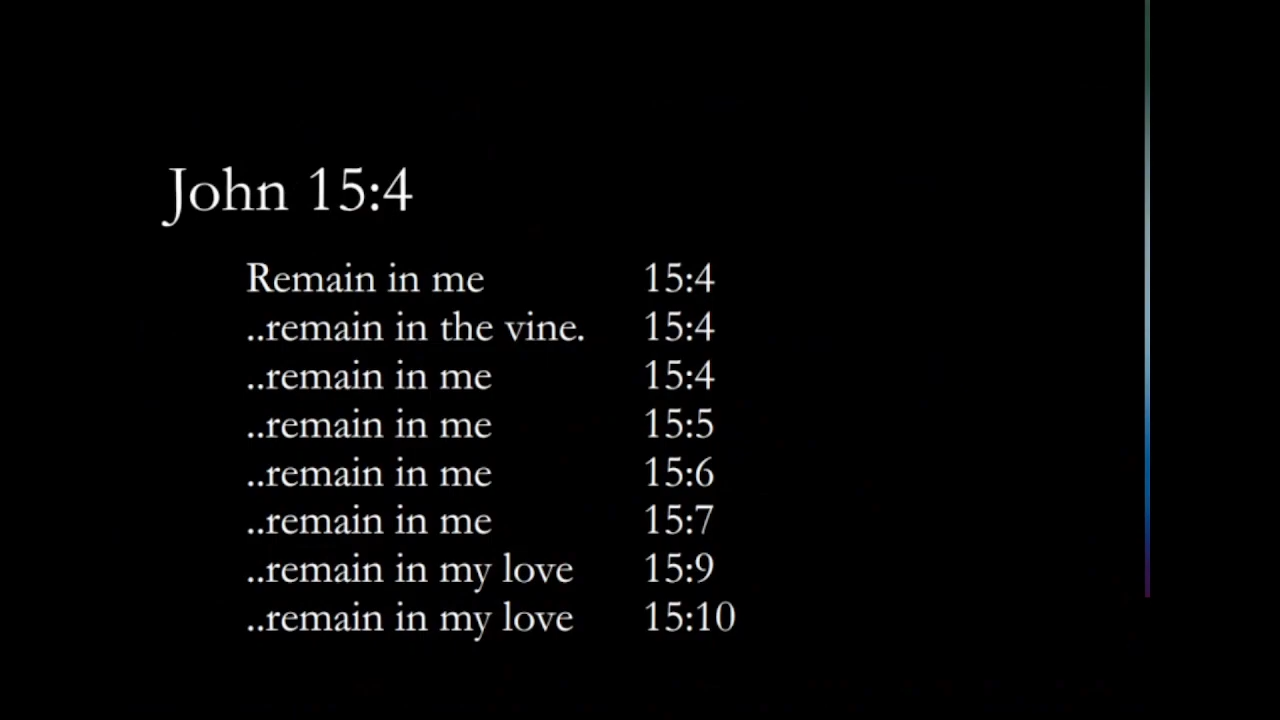 John 15:4
Remain in me 15:4
..remain in the vine. 15:4
..remain in me 15:4
..remain in me 15:5
..remain in me 15:6
..remain in me 15:7
..remain in my love 15:9
..remain in my love 15:10